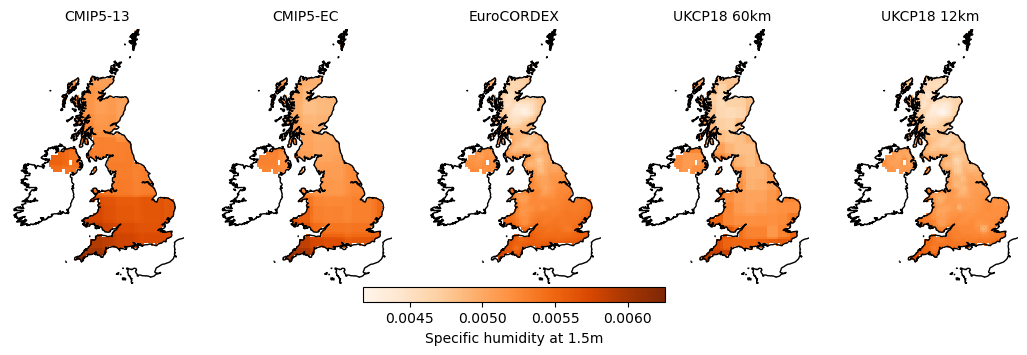 CMIP5-13 CMIP5-EC EuroCORDEX UKCP18 60km UKCP18 12km
0.0045 0.0050 0.0055 0.0060
Specific humidity at 1.5m